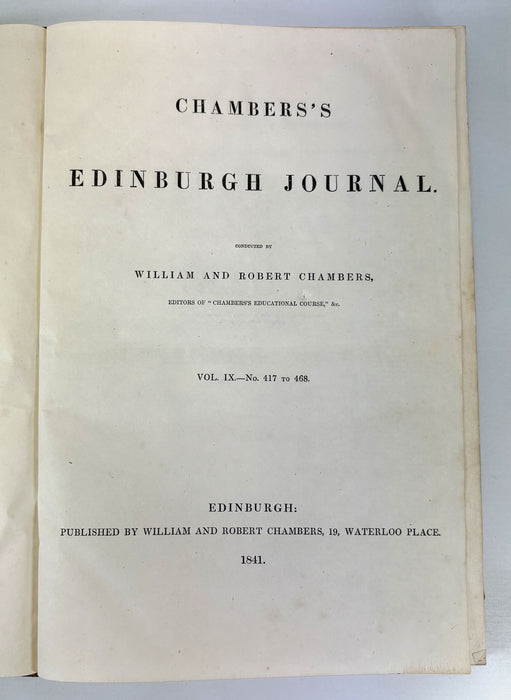 CHAMBERS'S
EDINBURGH JOURNAL.
CONDUCTED BY
WILLIAM AND ROBERT CHAMBERS,
EDITORS OF "CHAMBERS'S EDUCATIONAL COURSE," &c.
VOL. IX.—No. 417 TO 468.
EDINBURGH:
PUBLISHED BY WILLIAM AND ROBERT CHAMBERS, 19, WATERLOO PLACE.
1841.